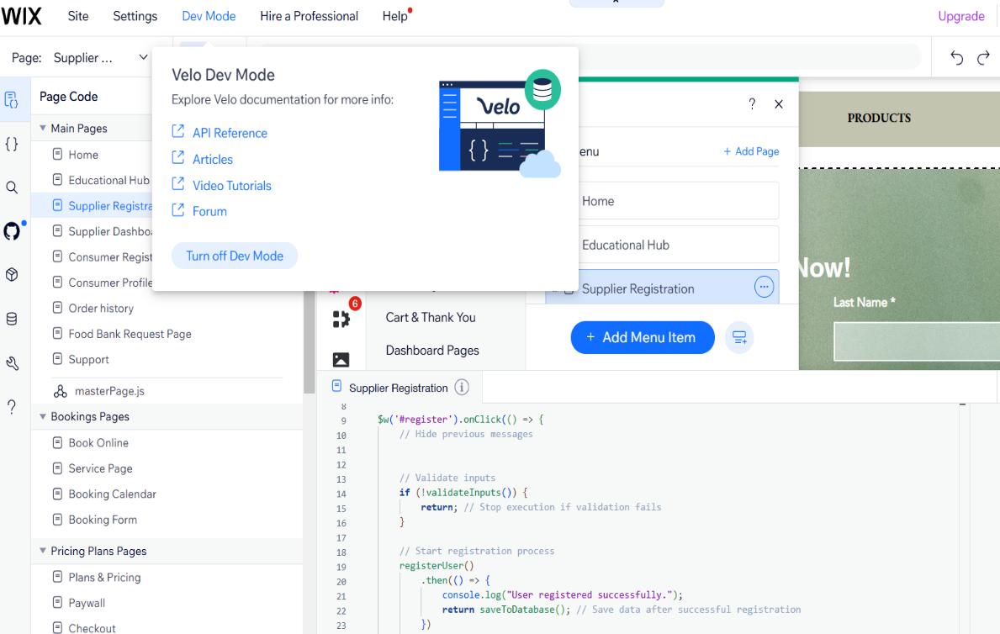 WIX
Site
Settings
Dev Mode
Hire a Professional
Help
Upgrade
Page:
Supplier ...
Velo Dev Mode
Explore Velo documentation for more info:
API Reference
Articles
Video Tutorials
Forum
Turn off Dev Mode
velo
{ }
Page Code
Main Pages
Home
Educational Hub
Supplier Registra
Supplier Dashboa
Consumer Regist
Consumer Profile
Order history
Food Bank Request Page
Support
masterPage.js
Bookings Pages
Book Online
Service Page
Booking Calendar
Booking Form
Pricing Plans Pages
Plans & Pricing
Paywall
Checkout
?
enu
+ Add Page
Home
Educational Hub
Supplier Registration
6
Cart & Thank You
Dashboard Pages
+ Add Menu Item
PRODUCTS
Now!
Last Name *
Supplier Registration
8
9 $w('#register').onClick(() => {
10 // Hide previous messages
11
12
13 // Validate inputs
14 if (!validateInputs()) {
15 return; // Stop execution if validation fails
16 }
17
18 // Start registration process
19 registerUser()
20 .then(() => {
21 console.log("User registered successfully.");
22 return saveToDatabase(); // Save data after successful registration
23 })